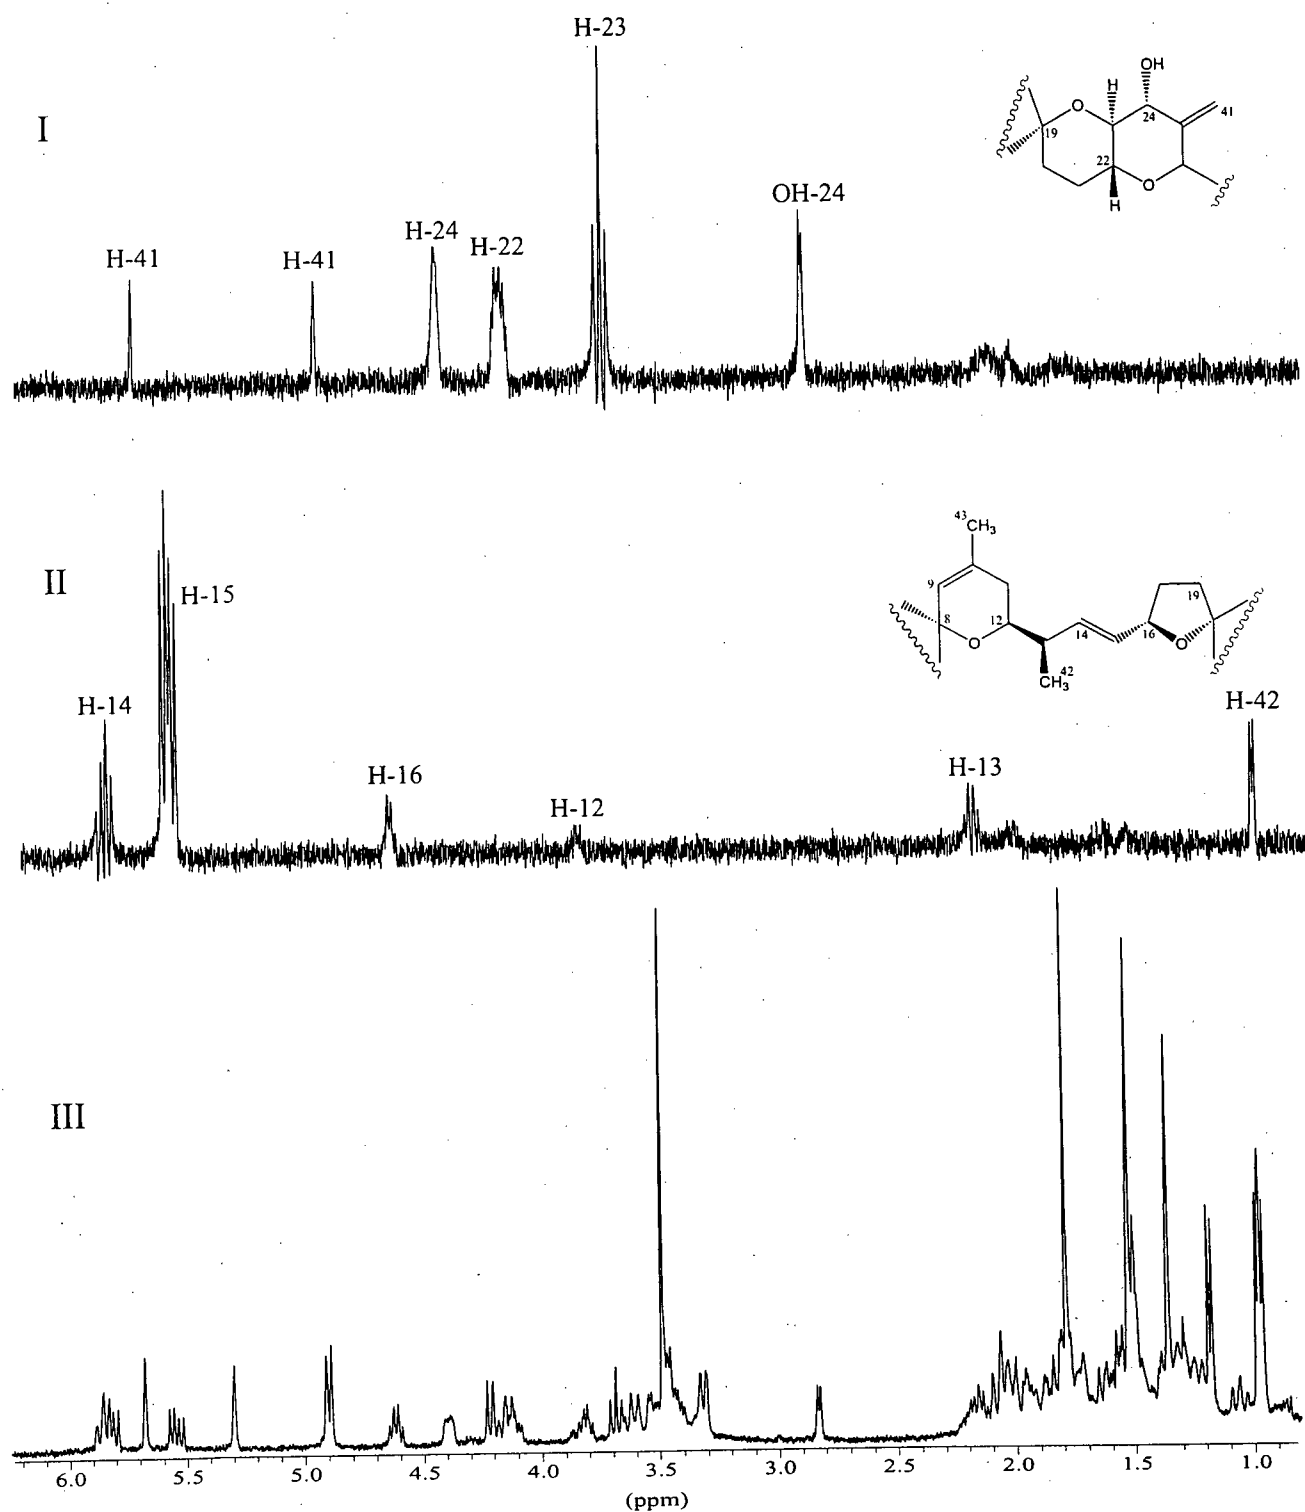 H-23
I
OH
H
O
24
41
19
22
O
H
H-41
H-41
H-24
H-22
OH-24
II
43
CH₃
9
8
O
12
14
16
O
19
42
CH₃
H-14
H-15
H-16
H-12
H-13
H-42
III
6.0 5.5 5.0 4.5 4.0 3.5 3.0 2.5 2.0 1.5 1.0
(ppm)